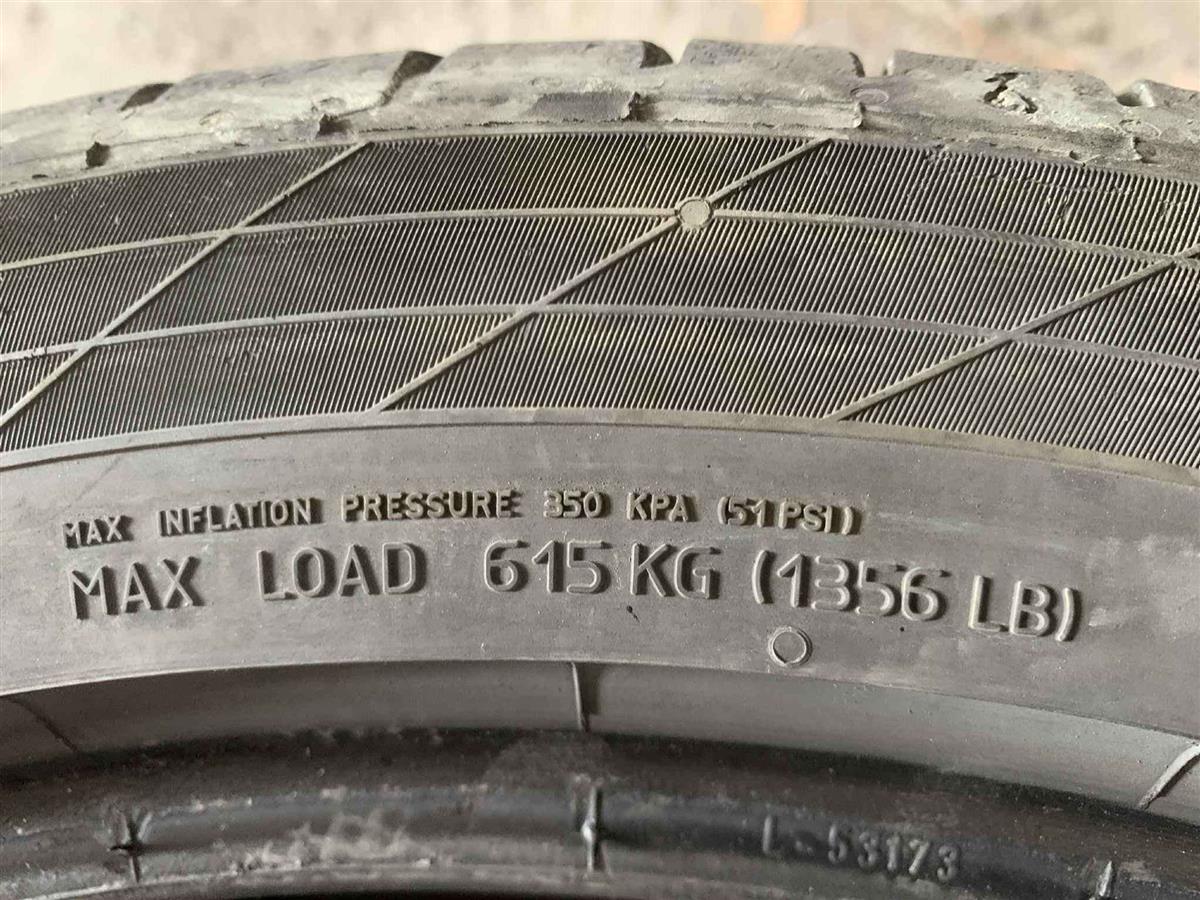 MAX INFLATION PRESSURE 350 KPA (51 PSI)
MAX LOAD 615 KG (1356 LB)
L-53173